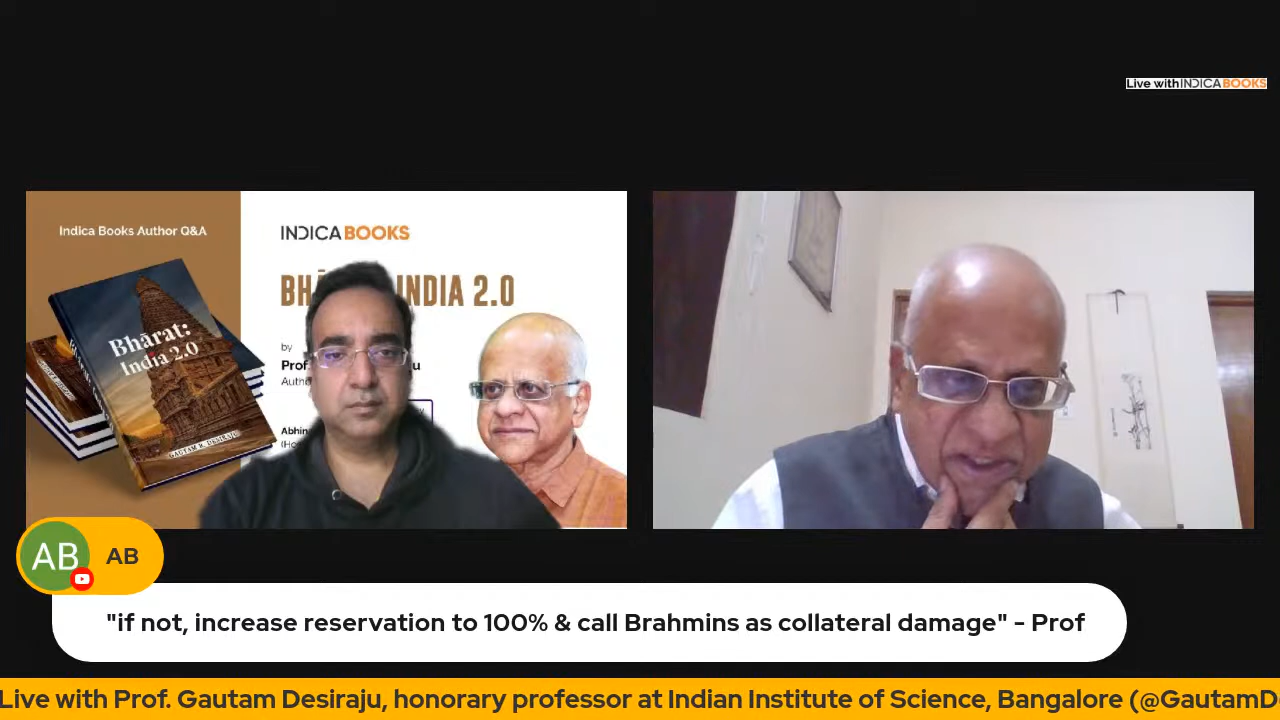 Live with INDICA BOOKS
Indica Books Author Q&A
INDICA BOOKS
INDIA 2.0
by
Prof.
Bhārat:
India 2.0
GAUTAM R. DESIRAJU
AB
AB
"if not, increase reservation to 100% & call Brahmins as collateral damage" - Prof
Live with Prof. Gautam Desiraju, honorary professor at Indian Institute of Science, Bangalore (@GautamD